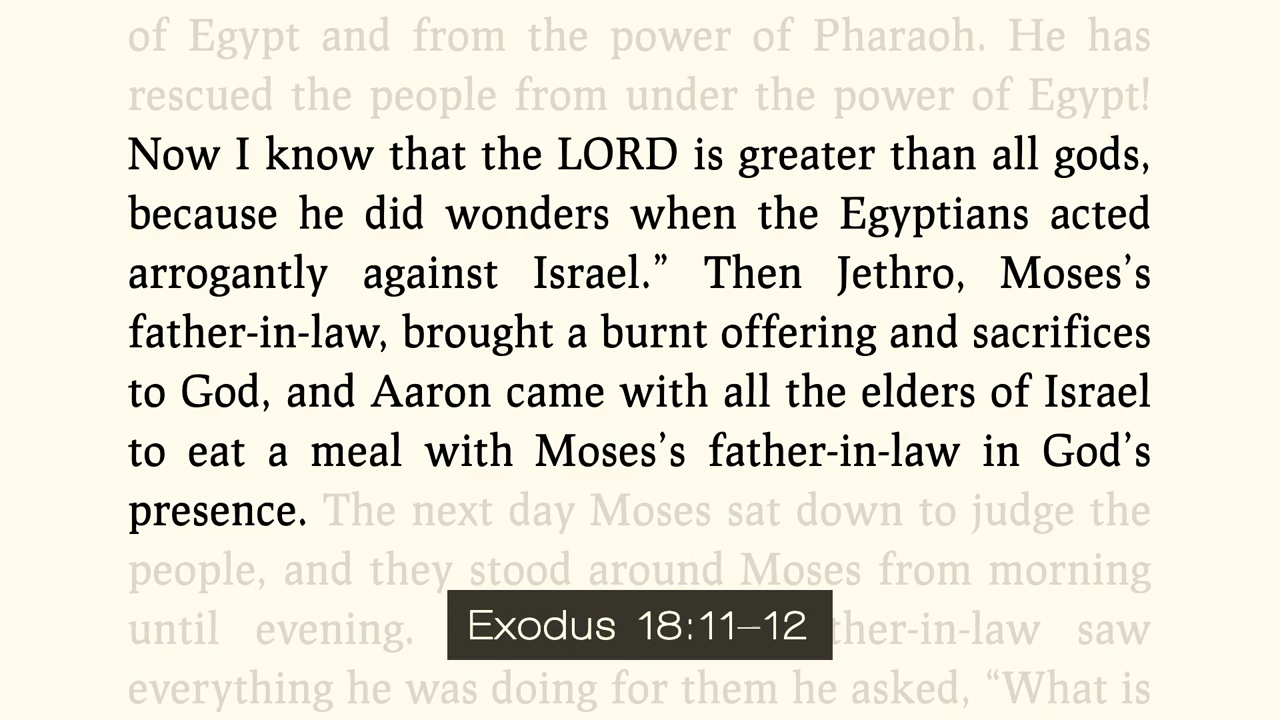 of Egypt and from the power of Pharaoh. He has
rescued the people from under the power of Egypt!
Now I know that the LORD is greater than all gods,
because he did wonders when the Egyptians acted
arrogantly against Israel.” Then Jethro, Moses’s
father-in-law, brought a burnt offering and sacrifices
to God, and Aaron came with all the elders of Israel
to eat a meal with Moses’s father-in-law in God’s
presence. The next day Moses sat down to judge the
people, and they stood around Moses from morning
until evening. ther-in-law saw
Exodus 18:11–12
everything he was doing for them he asked, “What is